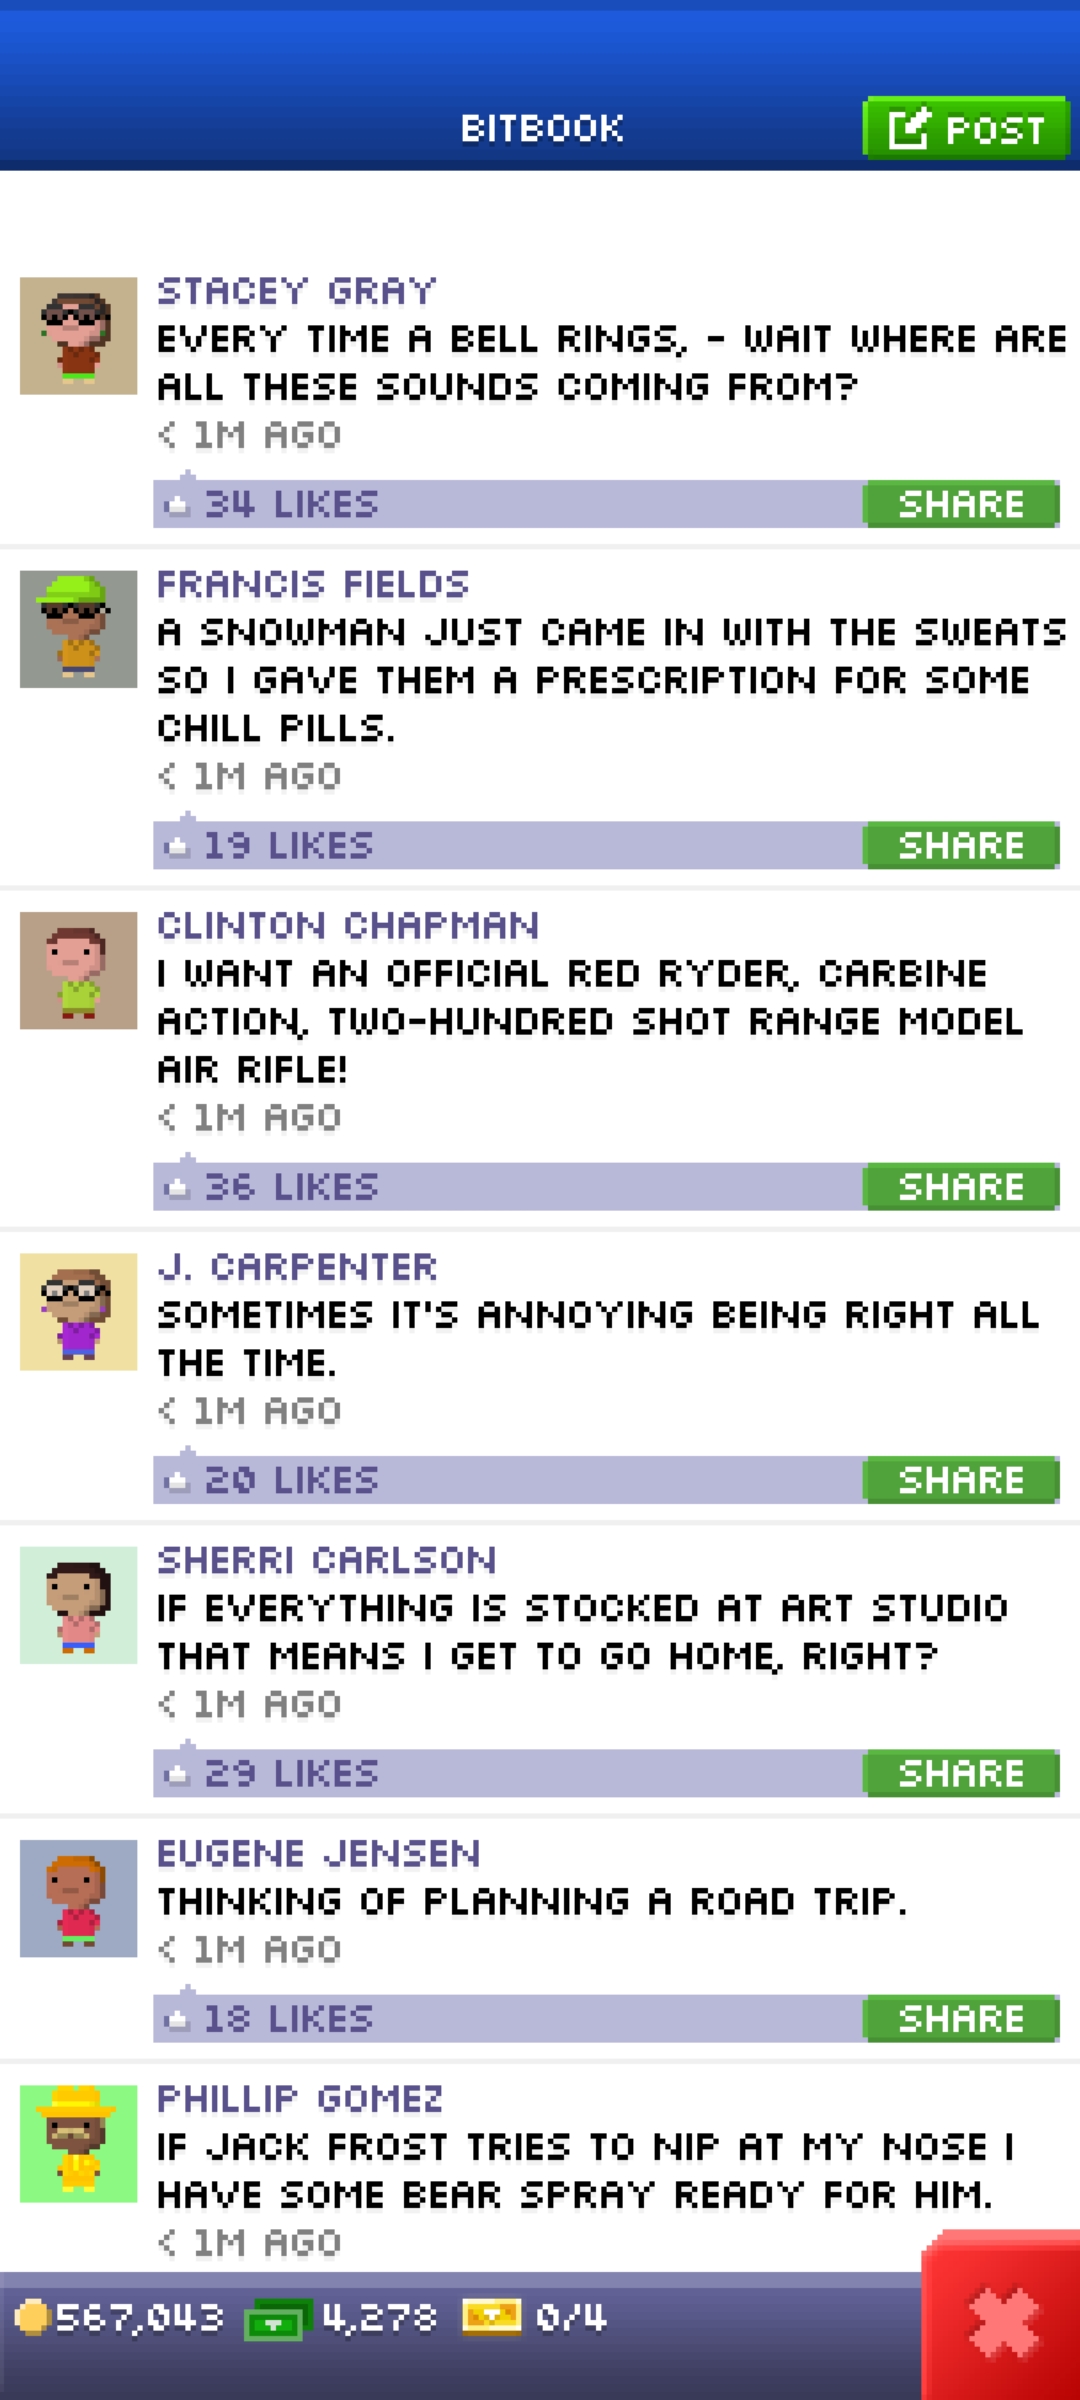 BITBOOK
POST
STACEY GRAY
EVERY TIME A BELL RINGS, - WAIT WHERE ARE
ALL THESE SOUNDS COMING FROM?
< 1M AGO
34 LIKES
SHARE
FRANCIS FIELDS
A SNOWMAN JUST CAME IN WITH THE SWEATS
SO I GAVE THEM A PRESCRIPTION FOR SOME
CHILL PILLS.
< 1M AGO
19 LIKES
SHARE
CLINTON CHAPMAN
I WANT AN OFFICIAL RED RYDER, CARBINE
ACTION, TWO-HUNDRED SHOT RANGE MODEL
AIR RIFLE!
< 1M AGO
36 LIKES
SHARE
J. CARPENTER
SOMETIMES IT'S ANNOYING BEING RIGHT ALL
THE TIME.
< 1M AGO
20 LIKES
SHARE
SHERRI CARLSON
IF EVERYTHING IS STOCKED AT ART STUDIO
THAT MEANS I GET TO GO HOME, RIGHT?
< 1M AGO
29 LIKES
SHARE
EUGENE JENSEN
THINKING OF PLANNING A ROAD TRIP.
< 1M AGO
18 LIKES
SHARE
PHILLIP GOMEZ
IF JACK FROST TRIES TO NIP AT MY NOSE I
HAVE SOME BEAR SPRAY READY FOR HIM.
< 1M AGO
567,043 4,278 0/4